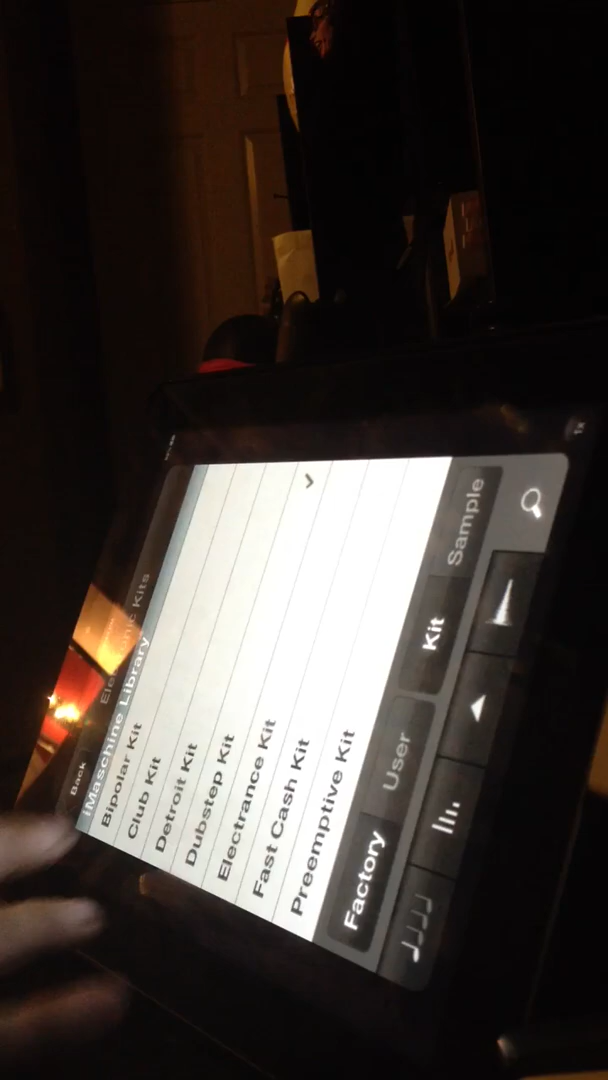 Back
Electronic Kits
iMaschine Library
Bipolar Kit
Club Kit
Detroit Kit
Dubstep Kit
Electrance Kit
Fast Cash Kit
Preemptive Kit
Factory
User
Kit
Sample